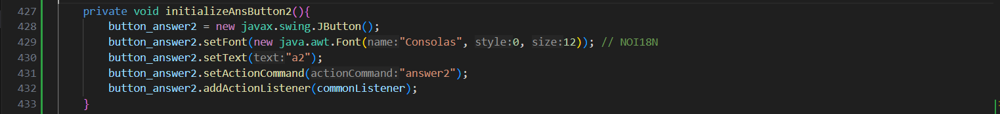 427 private void initializeAnsButton2(){
428 button_answer2 = new javax.swing.JButton();
429 button_answer2.setFont(new java.awt.Font(name:"Consolas", style:0, size:12)); // NOI18N
430 button_answer2.setText(text:"a2");
431 button_answer2.setActionCommand(actionCommand:"answer2");
432 button_answer2.addActionListener(commonListener);
433 }